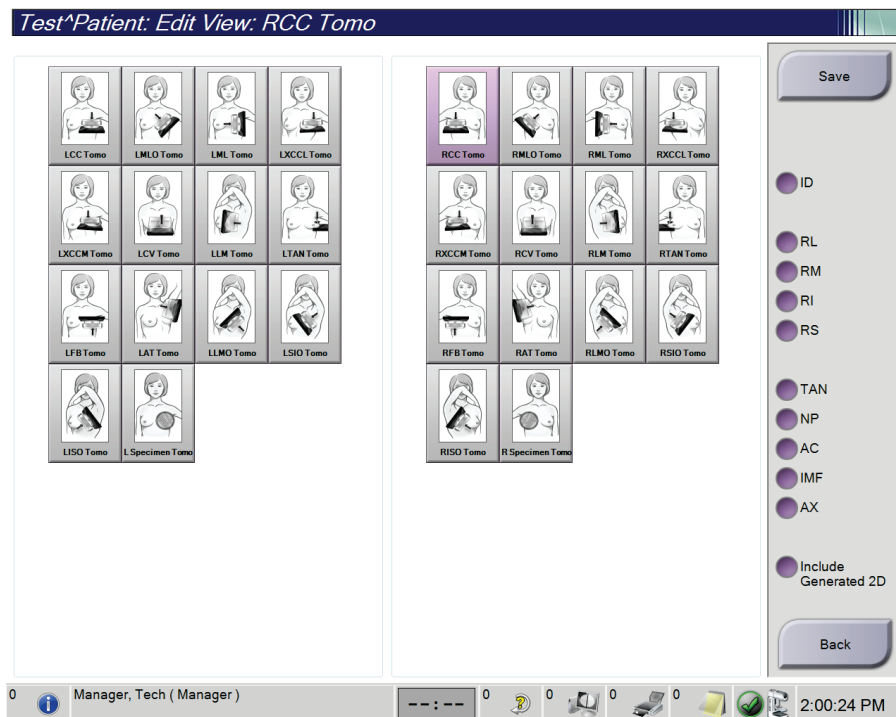 Test^Patient: Edit View: RCC Tomo
LCC Tomo
LMLO Tomo
LML Tomo
LXCCL Tomo
LXCCM Tomo
LCV Tomo
LLM Tomo
LTAN Tomo
LFB Tomo
LAT Tomo
LLMO Tomo
LSIO Tomo
LISO Tomo
L Specimen Tomo
RCC Tomo
RMLO Tomo
RML Tomo
RXCCL Tomo
RXCCM Tomo
RCV Tomo
RLM Tomo
RTAN Tomo
RFB Tomo
RAT Tomo
RLMO Tomo
RSIO Tomo
RISO Tomo
R Specimen Tomo
Save
ID
RL
RM
RI
RS
TAN
NP
AC
IMF
AX
Include
Generated 2D
Back
0
Manager, Tech ( Manager )
--:--
0
0
0
0
2:00:24 PM